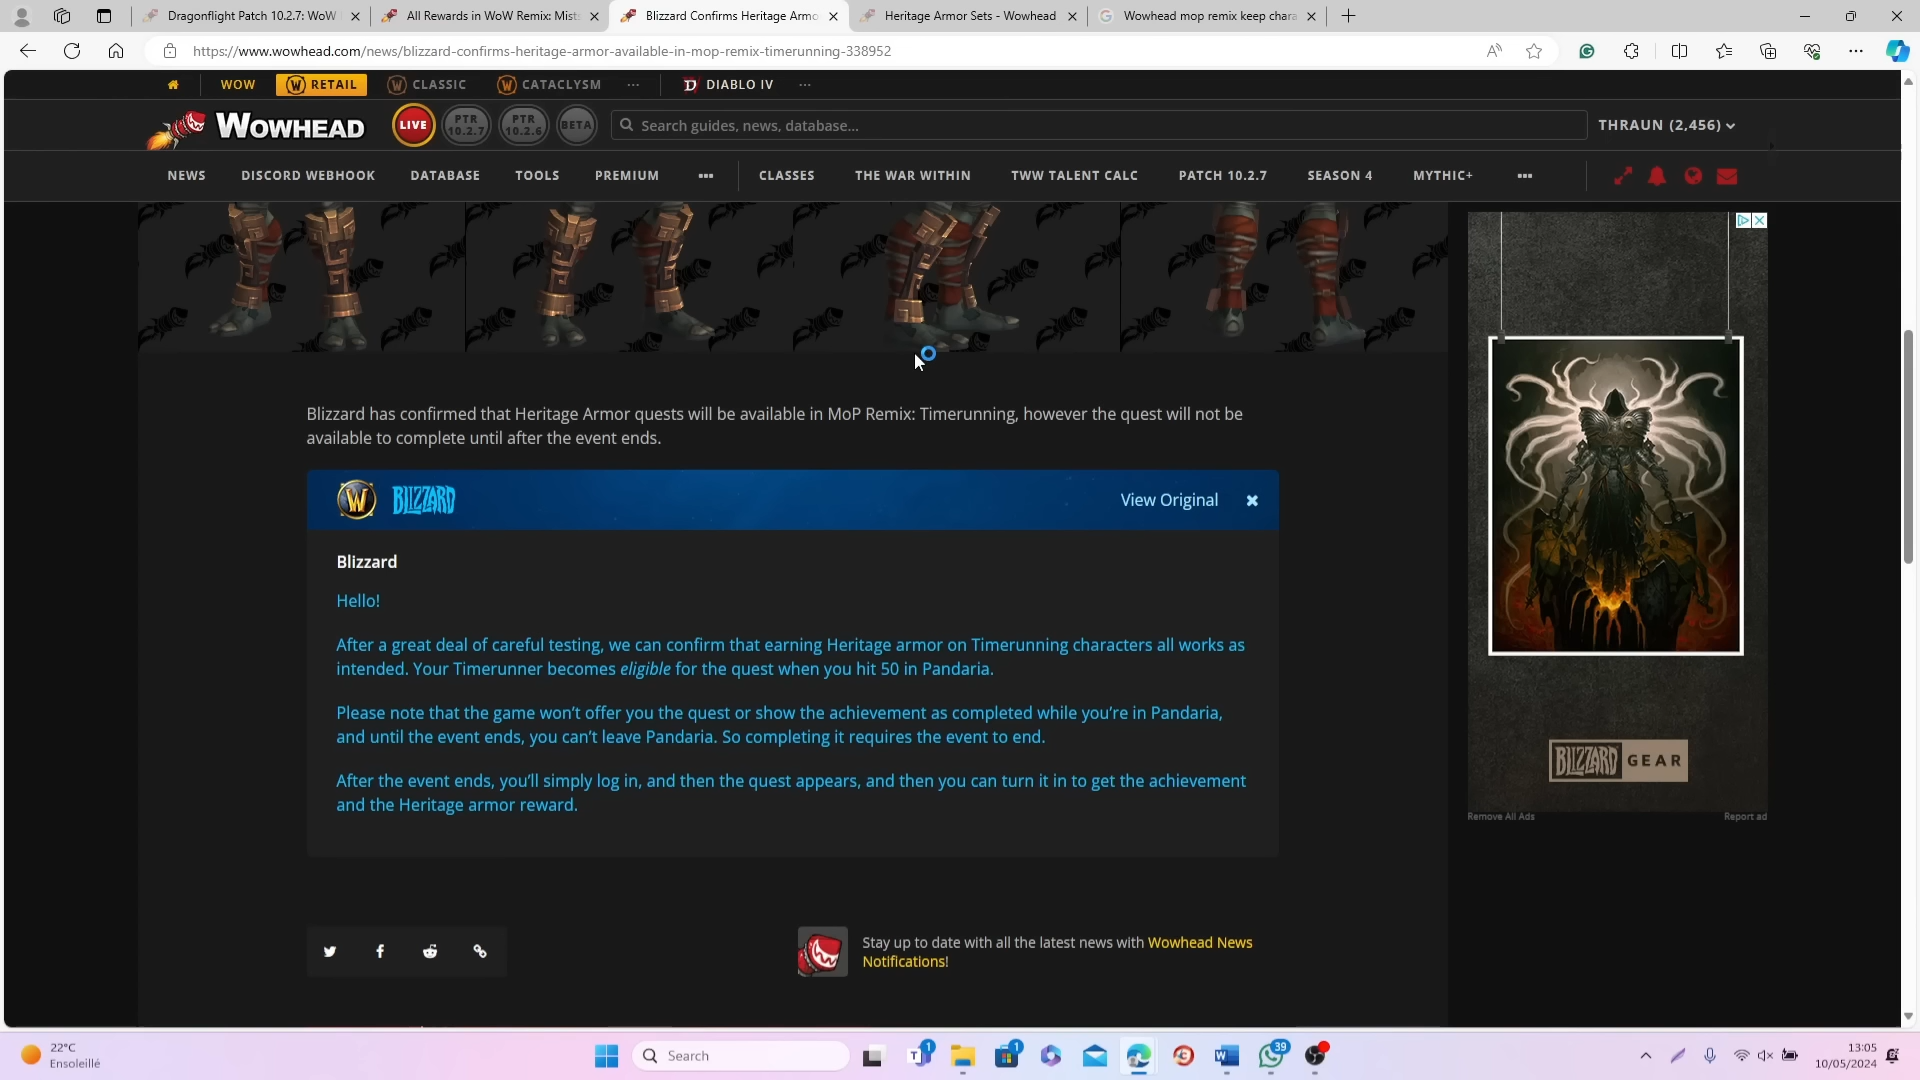 Dragonflight Patch 10.2.7: WoW
All Rewards in WoW Remix: Mists
Blizzard Confirms Heritage Armo
Heritage Armor Sets - Wowhead
Wowhead mop remix keep chara
https://www.wowhead.com/news/blizzard-confirms-heritage-armor-available-in-mop-remix-timerunning-338952
WOW RETAIL CLASSIC CATACLYSM ... DIABLO IV ...
WOWHEAD LIVE PTR 10.2.7 PTR 10.2.6 BETA Search guides, news, database... THRAUN (2,456)
NEWS DISCORD WEBHOOK DATABASE TOOLS PREMIUM ... CLASSES THE WAR WITHIN TWW TALENT CALC PATCH 10.2.7 SEASON 4 MYTHIC+ ...
Blizzard has confirmed that Heritage Armor quests will be available in MoP Remix: Timerunning, however the quest will not be
available to complete until after the event ends.
BLIZZARD View Original
Blizzard
Hello!
After a great deal of careful testing, we can confirm that earning Heritage armor on Timerunning characters all works as
intended. Your Timerunner becomes eligible for the quest when you hit 50 in Pandaria.
Please note that the game won't offer you the quest or show the achievement as completed while you're in Pandaria,
and until the event ends, you can't leave Pandaria. So completing it requires the event to end.
After the event ends, you'll simply log in, and then the quest appears, and then you can turn it in to get the achievement
and the Heritage armor reward.
BLIZZARD GEAR
Remove All Ads Report ad
Stay up to date with all the latest news with Wowhead News
Notifications!
22°C
Ensoleillé
Search
1
1
39
13:05
10/05/2024